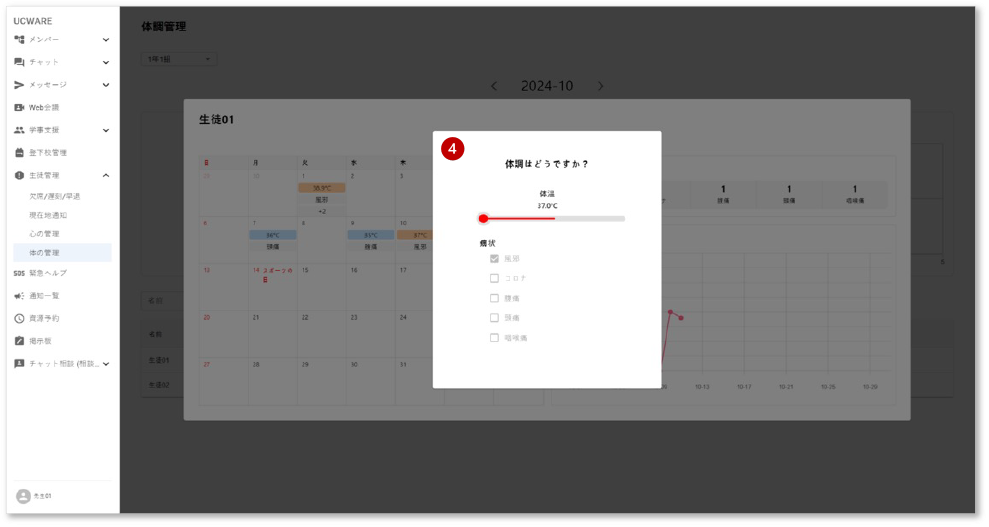 UCWARE
メンバー
チャット
メッセージ
Web会議
学事支援
登下校管理
生徒管理
欠席/遅刻/早退
現在地通知
心の管理
体の管理
SOS 緊急ヘルプ
通知一覧
資源予約
掲示板
チャット相談 (相談...
先生01
体調管理
1年1組
2024-10
生徒01
日 月 火 水 木
29 30 1 2 3
38.9°C
風邪
+2
6 7 8 9 10
36°C 35°C 37°C
頭痛 腰痛 風邪
13 14 スポーツの日 15 16 17
20 21 22 23 24
27 28 29 30 31
4
体調はどうですか？
体温
37.0°C
症状
風邪
コロナ
腰痛
頭痛
咽喉痛
1 1 1
腰痛 頭痛 咽喉痛
10-13 10-17 10-21 10-25 10-29
名前
名前
生徒01
生徒02